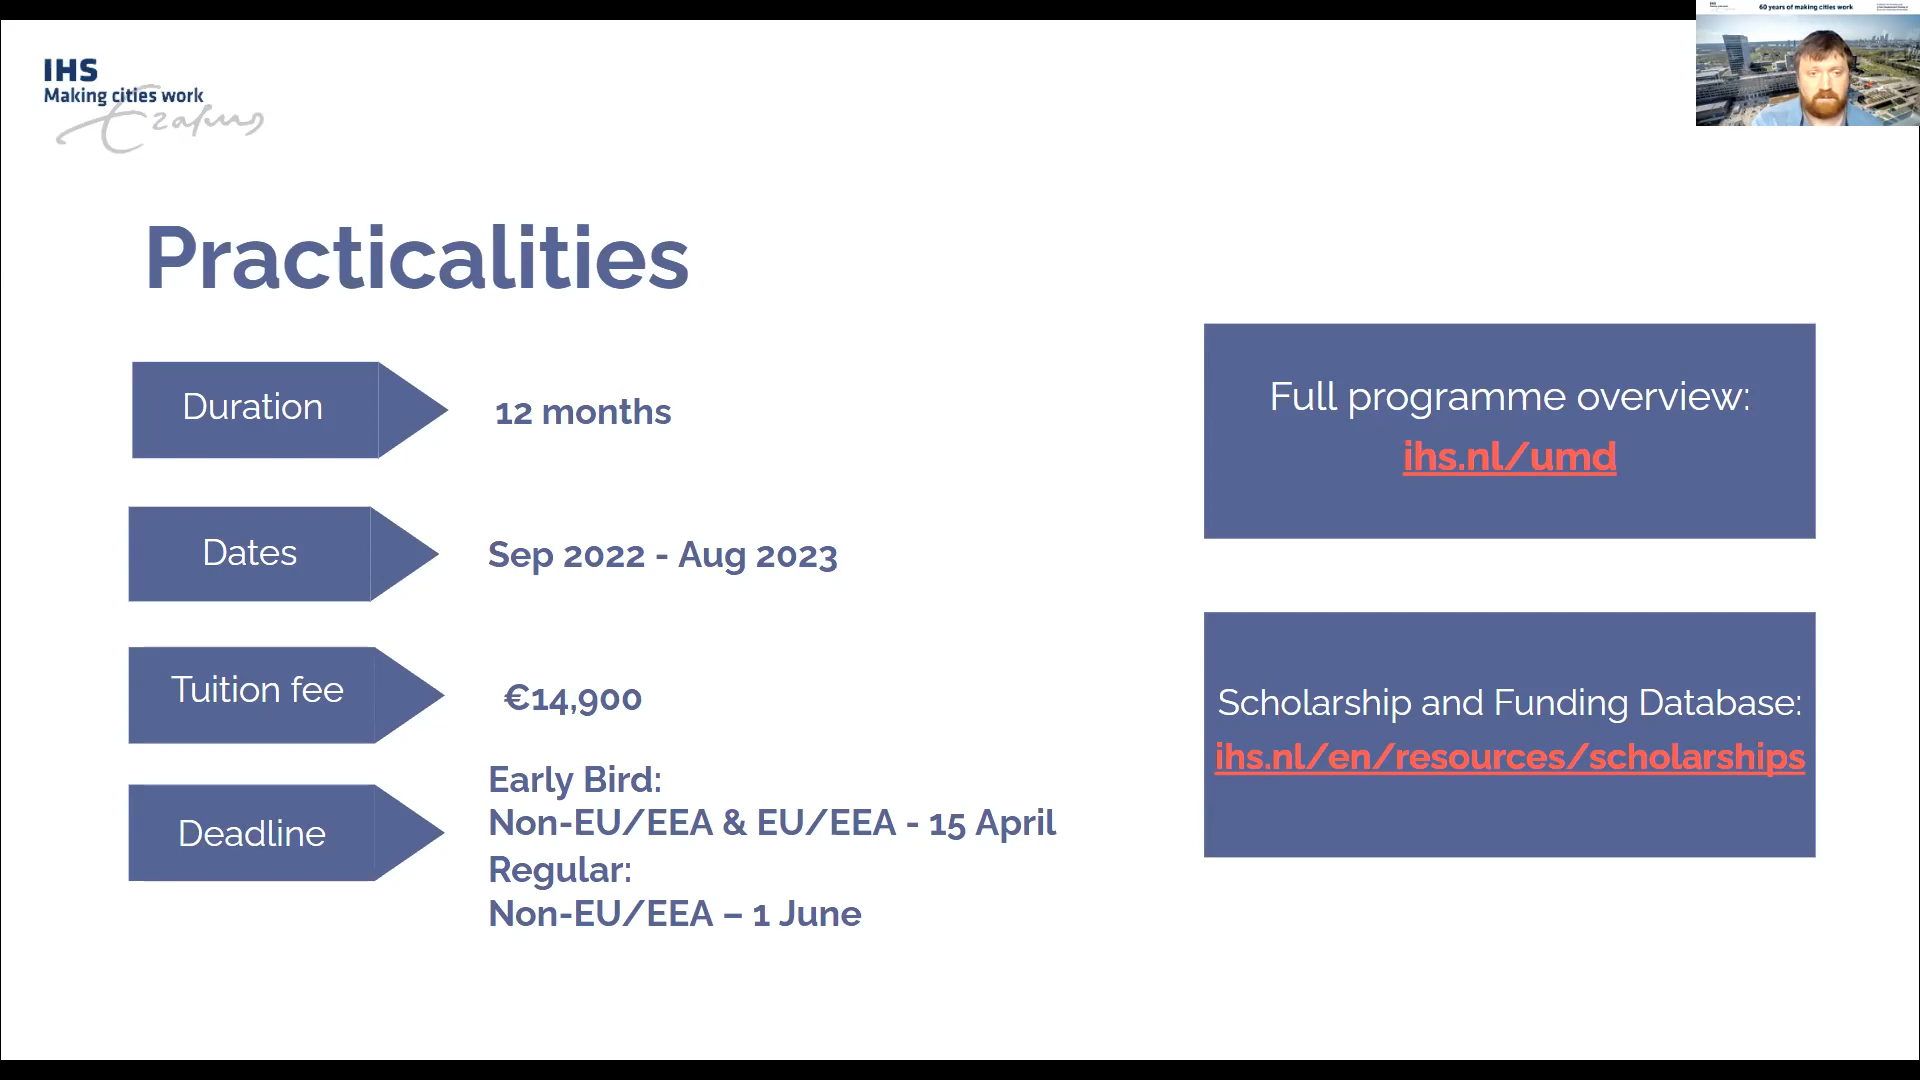 IHS
Making cities work
Erasmus
60 years of making cities work
Practicalities
Duration
12 months
Dates
Sep 2022 - Aug 2023
Tuition fee
€14,900
Deadline
Early Bird:
Non-EU/EEA & EU/EEA - 15 April
Regular:
Non-EU/EEA – 1 June
Full programme overview:
ihs.nl/umd
Scholarship and Funding Database:
ihs.nl/en/resources/scholarships